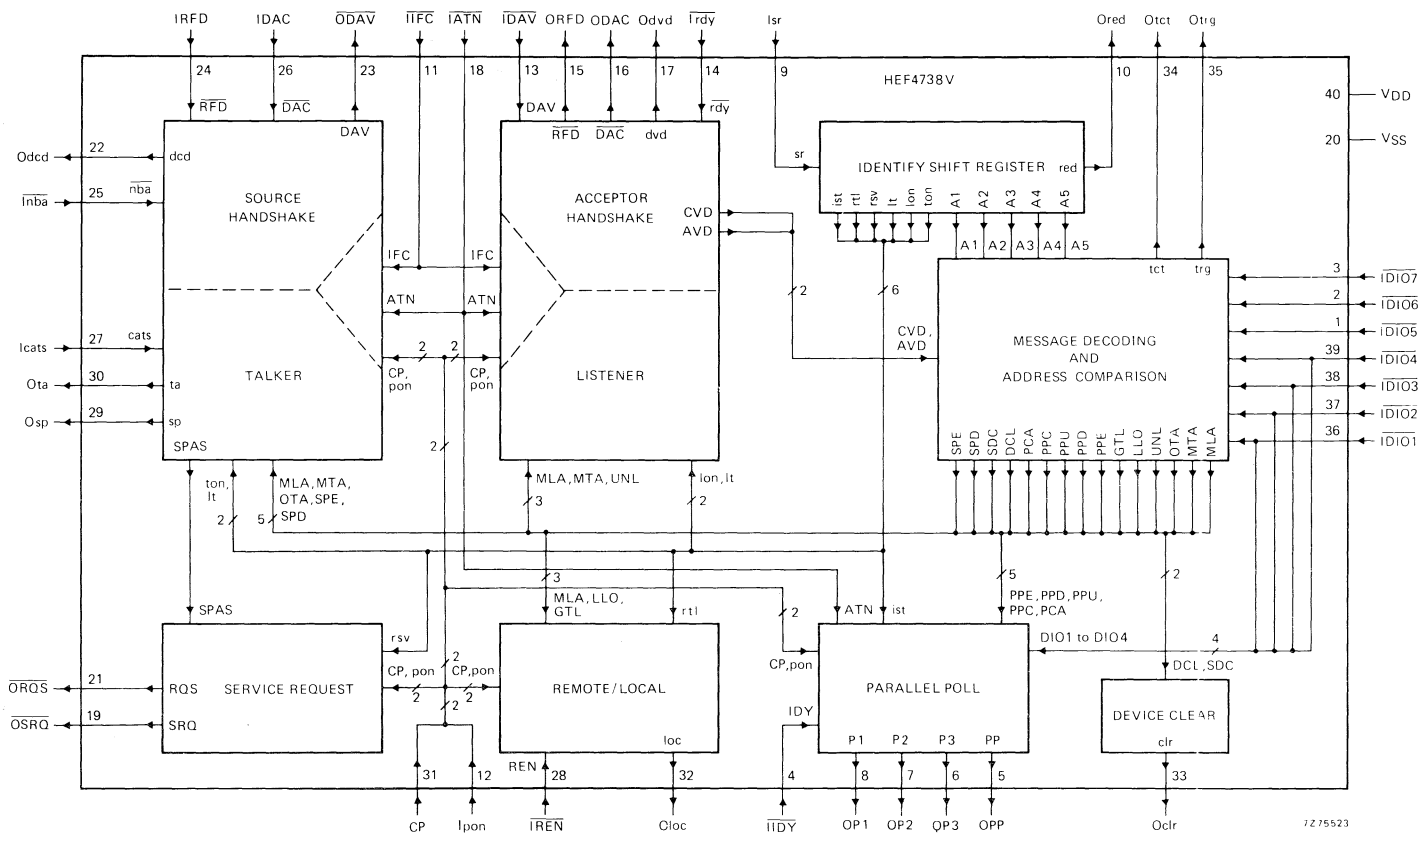 IRFD IDAC ODAV IIFC IATN IDAV ORFD ODAC Odvd Irdy Isr Ored Otct Otrg
24 26 23 11 18 13 15 16 17 14 9 10 34 35
HEF4738V
40 VDD
20 VSS
RFD DAC DAV
DAV RFD DAC dvd rdy
Odcd 22 dcd
Inba 25 nba
SOURCE
HANDSHAKE
ACCEPTOR
HANDSHAKE
CVD
AVD
sr
IDENTIFY SHIFT REGISTER red
ist rtl rsv lt lon ton A1 A2 A3 A4 A5
A1 A2 A3 A4 A5
tct trg
IFC IFC
ATN ATN
2 6
3 IDIO7
2 IDIO6
1 IDIO5
39 IDIO4
38 IDIO3
37 IDIO2
36 IDIO1
CVD,
AVD
MESSAGE DECODING
AND
ADDRESS COMPARISON
Icats 27 cats
Ota 30 ta
Osp 29 sp
TALKER
LISTENER
2 2
CP,
pon
CP,
pon
2
SPAS
SPE SPD SDC DCL PCA PPC PPU PPD PPE GTL LLO UNL OTA MTA MLA
ton,
lt
2
MLA, MTA,
OTA, SPE,
SPD
5
MLA, MTA, UNL
3
lon, lt
2
3
MLA, LLO,
GTL
rtl
2
ATN ist
5
PPE, PPD, PPU,
PPC, PCA
2
DIO1 to DIO4 4
DCL, SDC
SPAS
rsv
CP, pon
2
2
CP,pon
2
2
CP,pon
ORQS 21 RQS
OSRQ 19 SRQ
SERVICE REQUEST
REMOTE/LOCAL
loc
PARALLEL POLL
IDY
P1 P2 P3 PP
DEVICE CLEAR
clr
REN
31 12 28 32 4 8 7 6 5 33
CP Ipon IREN Oloc IIDY OP1 OP2 OP3 OPP Oclr
7Z75523